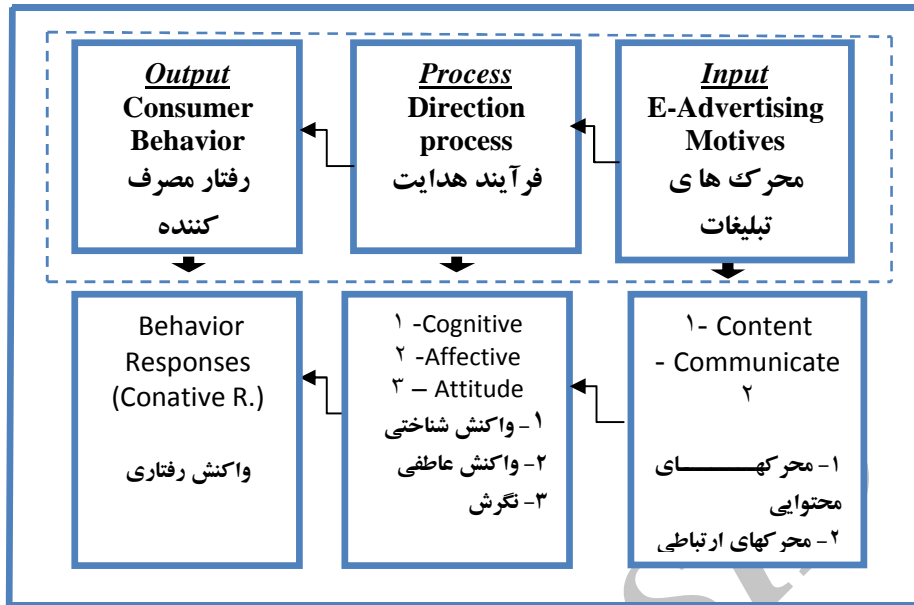 Input
E-Advertising
Motives
محرک های
تبلیغات
Process
Direction
process
فرآیند هدایت
Output
Consumer
Behavior
رفتار مصرف
کننده
۱- Content
- Communicate
۲
۱- محرکهای
محتوایی
۲- محرکهای ارتباطی
۱ -Cognitive
۲ -Affective
۳ – Attitude
۱- واکنش شناختی
۲- واکنش عاطفی
۳- نگرش
Behavior
Responses
(Conative R.)
واکنش رفتاری